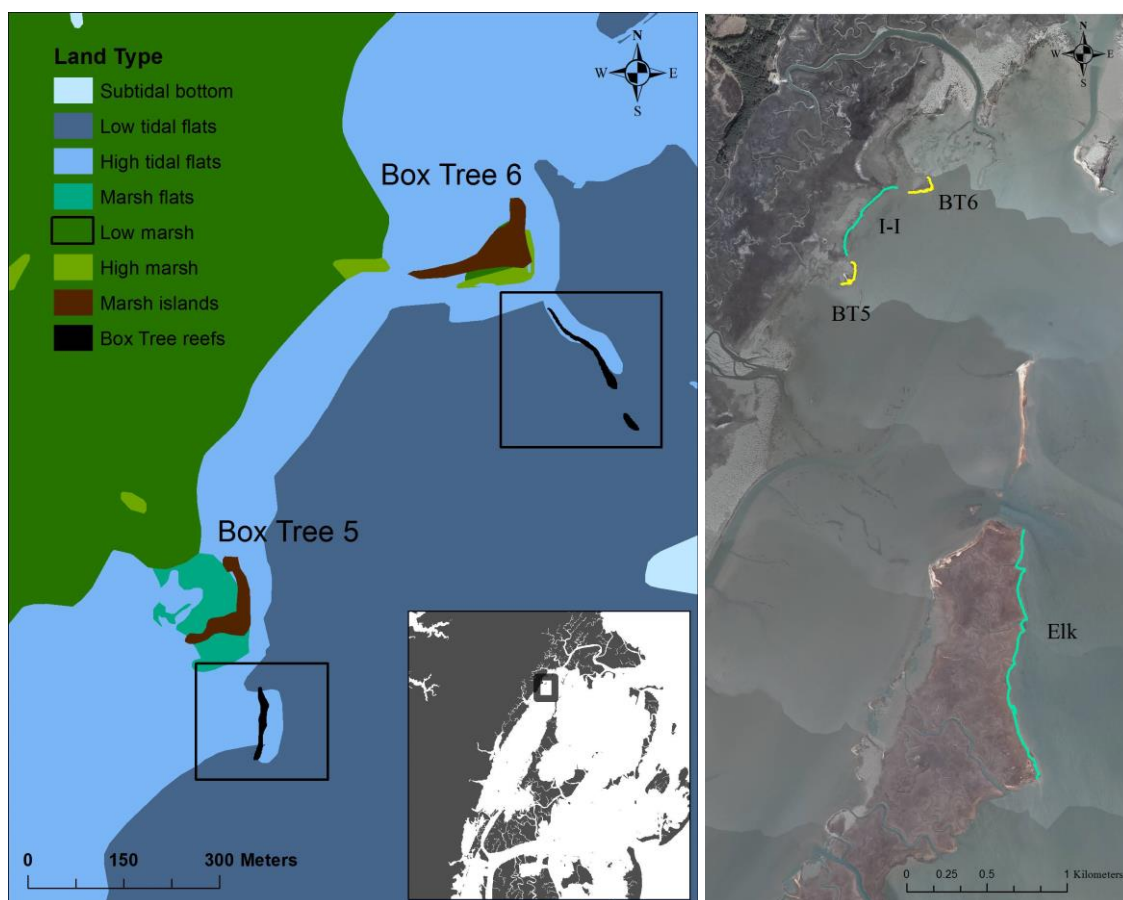 Land Type
Subtidal bottom
Low tidal flats
High tidal flats
Marsh flats
Low marsh
High marsh
Marsh islands
Box Tree reefs
N
W E
S
Box Tree 6
Box Tree 5
0 150 300 Meters
N
W E
S
BT6
I-I
BT5
Elk
0 0.25 0.5 1 Kilometers